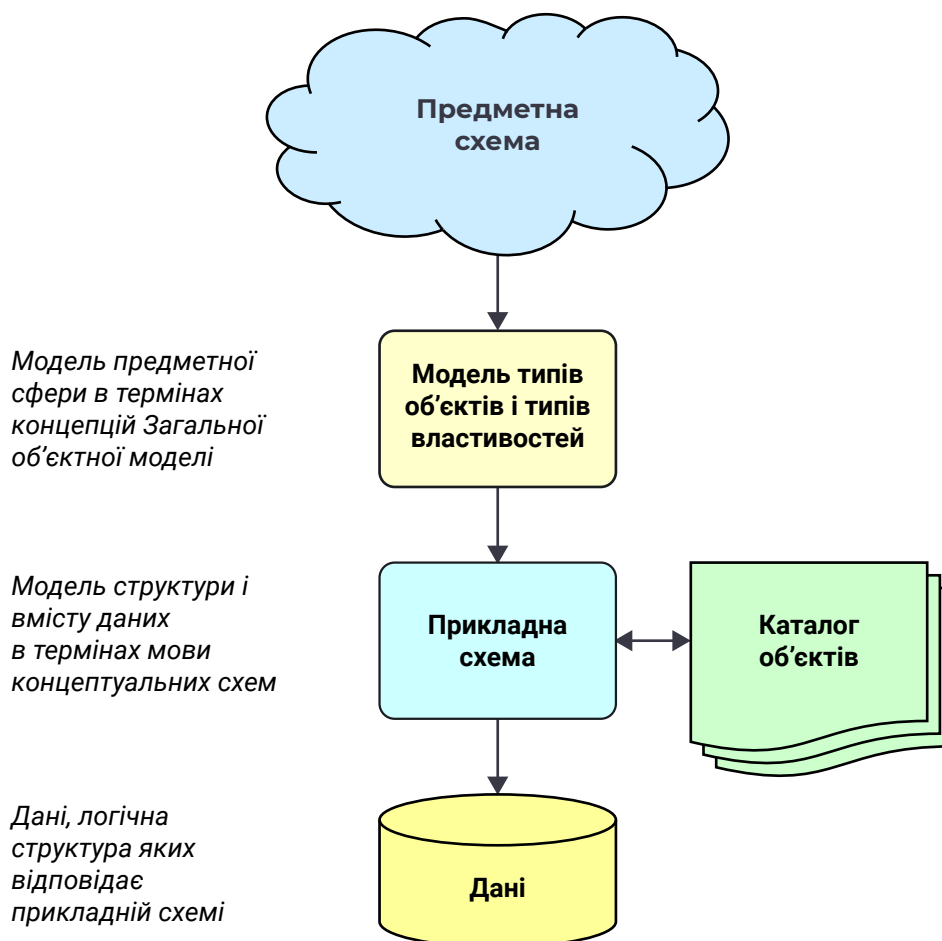 Предметна
схема
Модель предметної
сфери в термінах
концепцій Загальної
об’єктної моделі
Модель типів
об’єктів і типів
властивостей
Модель структури і
вмісту даних
в термінах мови
концептуальних схем
Прикладна
схема
Каталог
об’єктів
Дані, логічна
структура яких
відповідає
прикладній схемі
Дані